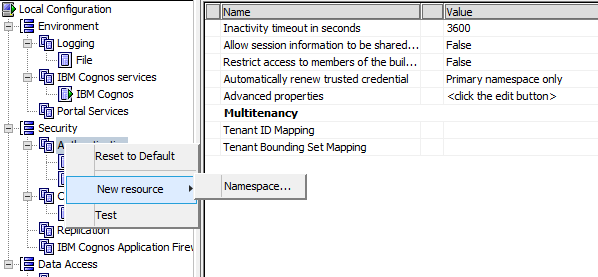 Local Configuration
Environment
Logging
File
IBM Cognos services
IBM Cognos
Portal Services
Security
Reset to Default
New resource
Namespace...
Test
Replication
IBM Cognos Application Firew
Data Access
Name Value
Inactivity timeout in seconds 3600
Allow session information to be shared... False
Restrict access to members of the buil... False
Automatically renew trusted credential Primary namespace only
Advanced properties <click the edit button>
Multitenancy
Tenant ID Mapping
Tenant Bounding Set Mapping